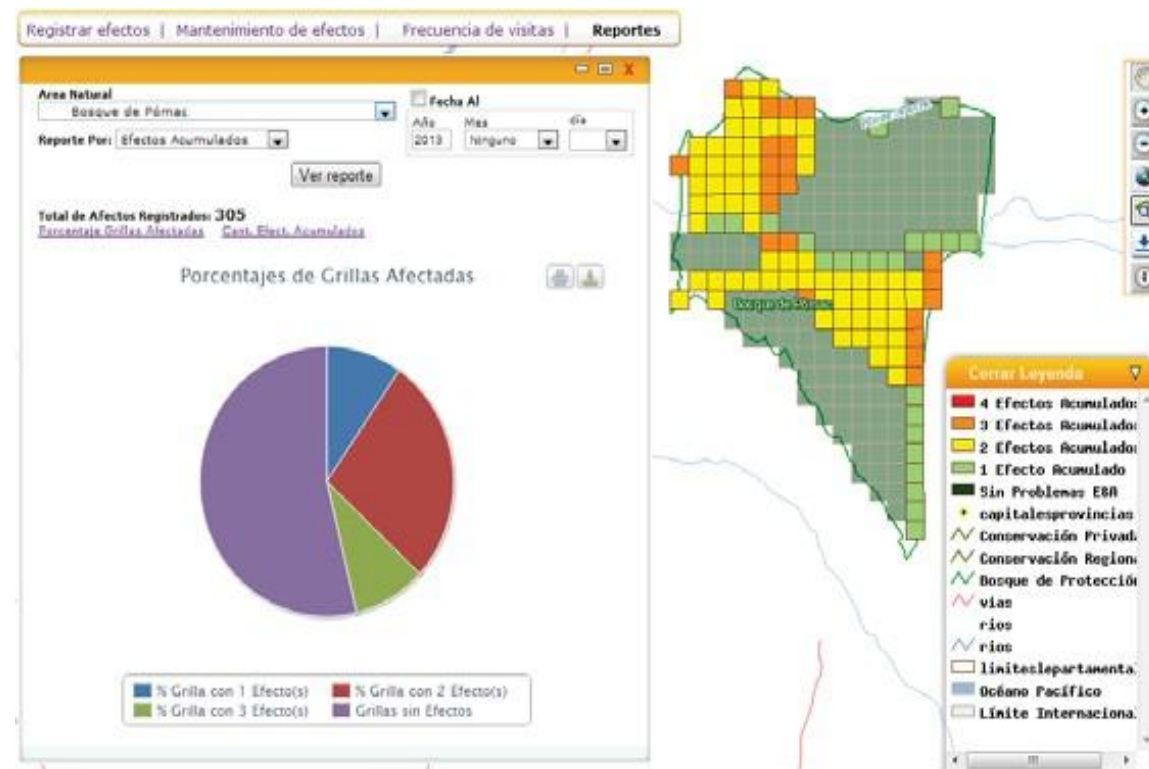 Registrar efectos | Mantenimiento de efectos | Frecuencia de visitas | Reportes
X
Area Natural
Bosque de Pómac
Fecha Al
Año Mes día
2013 Ninguno
Reporte Por: Efectos Acumulados
Ver reporte
Total de Afectos Registrados: 305
Porcentaje Grillas Afectadas Cant. Efect. Acumulados
Porcentajes de Grillas Afectadas
% Grilla con 1 Efecto(s) % Grilla con 2 Efecto(s)
% Grilla con 3 Efecto(s) Grillas sin Efectos
Bosque de Pómac
Cerrar Leyenda
4 Efectos Acumulado
3 Efectos Acumulado
2 Efectos Acumulado
1 Efecto Acumulado
Sin Problemas EBA
capitalesprovincias
Conservación Privad
Conservación Region
Bosque de Protecció
vias
rios
rios
limitesdepartamenta
Océano Pacífico
Límite Internaciona